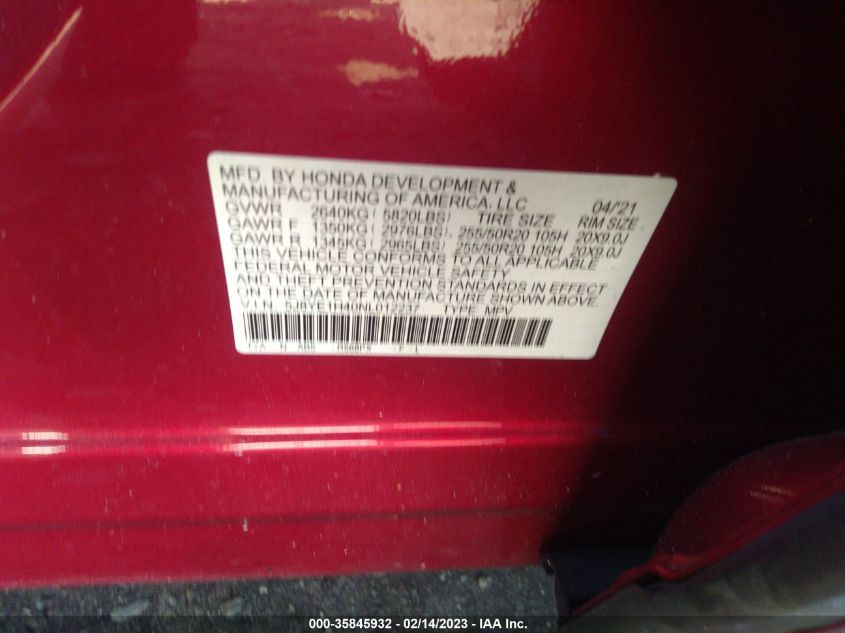 MFD. BY HONDA DEVELOPMENT &
MANUFACTURING OF AMERICA, LLC 04/'21
GVWR 2640KG ( 5820LBS) TIRE SIZE RIM SIZE
GAWR F 1350KG ( 2976LBS) 255/50R20 105H 20X9.0J
GAWR R 1345KG ( 2965LBS) 255/50R20 105H 20X9.0J
THIS VEHICLE CONFORMS TO ALL APPLICABLE
FEDERAL MOTOR VEHICLE SAFETY
AND THEFT PREVENTION STANDARDS IN EFFECT
ON THE DATE OF MANUFACTURE SHOWN ABOVE.
V.I.N. 5J8YE1H40NL012237 TYPE: MPV
000-35845932 / 02/14/2023 - IAA Inc.